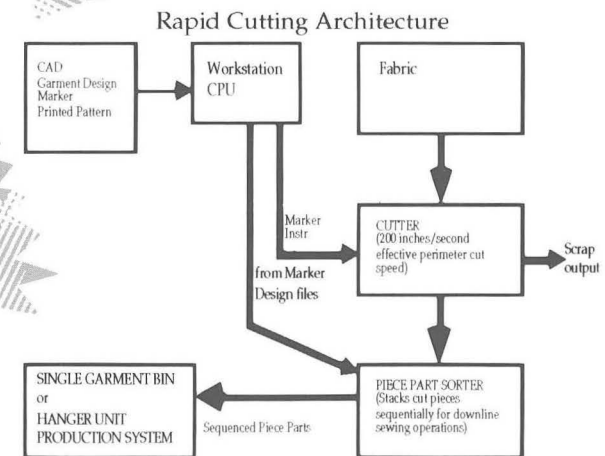 Rapid Cutting Architecture
CAD
Garment Design
Marker
Printed Pattern
Workstation
CPU
Fabric
Marker
Instr
from Marker
Design files
CUTTER
(200 inches/second
effective perimeter cut
speed)
Scrap
output
SINGLE GARMENT BIN
or
HANGER UNIT
PRODUCTION SYSTEM
Sequenced Piece Parts
PIECE PART SORTER
(Stacks cut pieces
sequentially for downline
sewing operations)